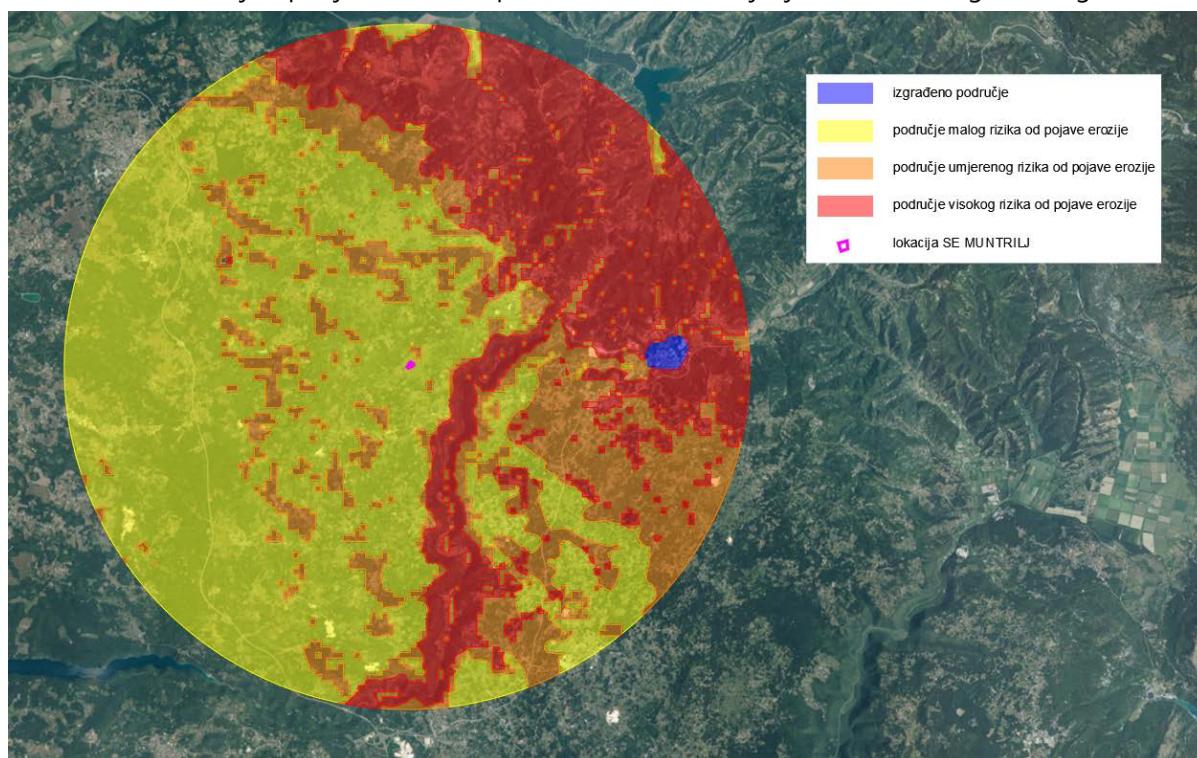 izgrađeno područje
područje malog rizika od pojave erozije
područje umjerenog rizika od pojave erozije
područje visokog rizika od pojave erozije
lokacija SE MUNTRILJ